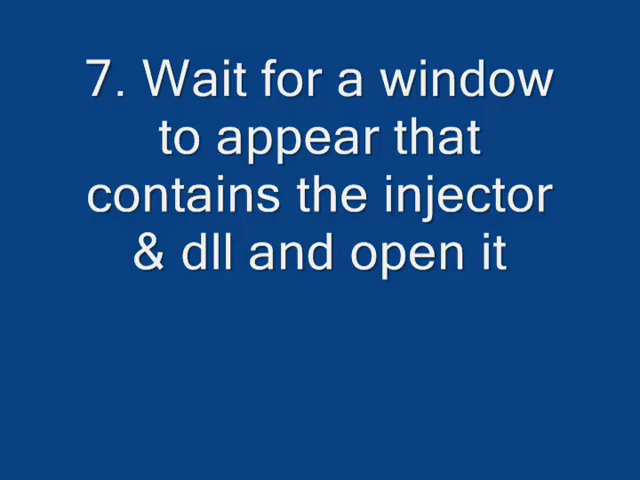 7. Wait for a window
to appear that
contains the injector
& dll and open it